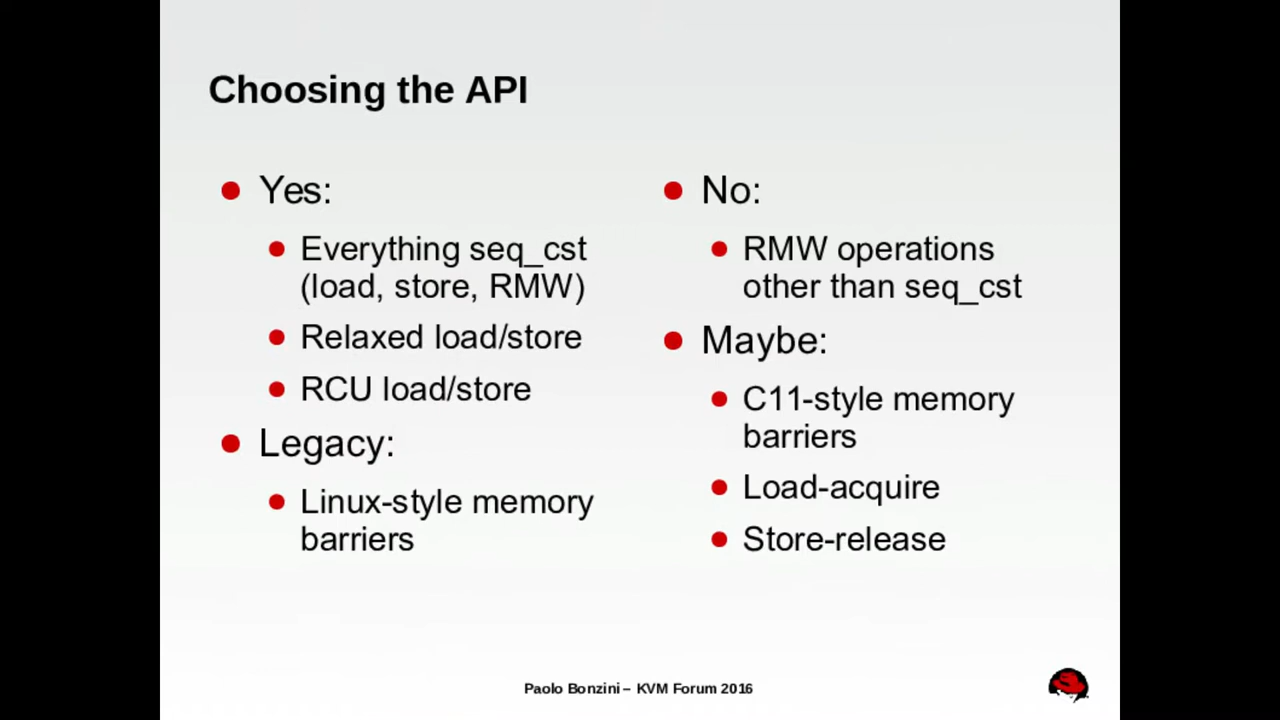 Choosing the API
Yes:
Everything seq_cst
(load, store, RMW)
Relaxed load/store
RCU load/store
Legacy:
Linux-style memory
barriers
No:
RMW operations
other than seq_cst
Maybe:
C11-style memory
barriers
Load-acquire
Store-release
Paolo Bonzini – KVM Forum 2016